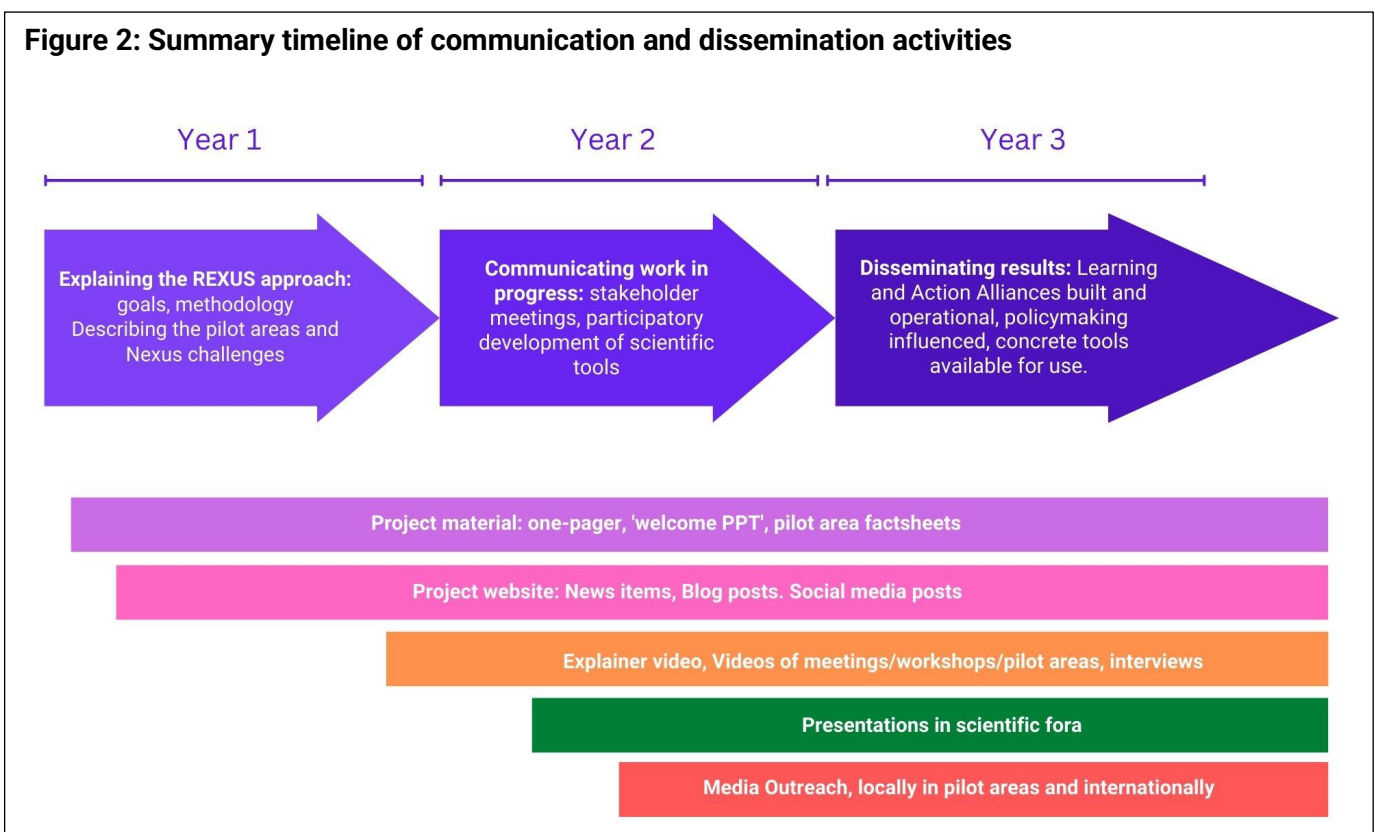 Figure 2: Summary timeline of communication and dissemination activities
Year 1
Year 2
Year 3
Explaining the REXUS approach:
goals, methodology
Describing the pilot areas and
Nexus challenges
Communicating work in
progress: stakeholder
meetings, participatory
development of scientific
tools
Disseminating results: Learning
and Action Alliances built and
operational, policymaking
influenced, concrete tools
available for use.
Project material: one-pager, 'welcome PPT', pilot area factsheets
Project website: News items, Blog posts. Social media posts
Explainer video, Videos of meetings/workshops/pilot areas, interviews
Presentations in scientific fora
Media Outreach, locally in pilot areas and internationally